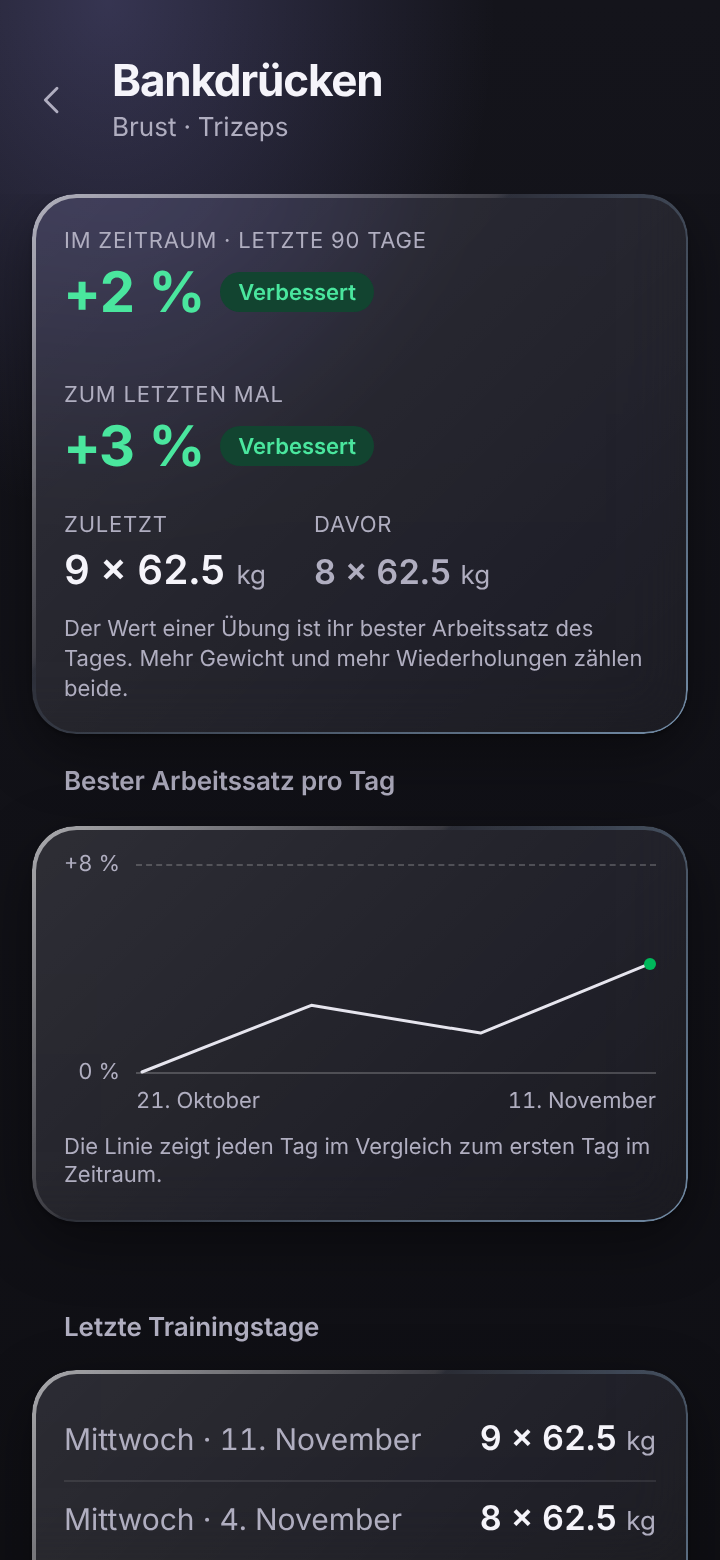 Bankdrücken
Brust · Trizeps
IM ZEITRAUM · LETZTE 90 TAGE
+2 % Verbessert
ZUM LETZTEN MAL
+3 % Verbessert
ZULETZT DAVOR
9 × 62.5 kg 8 × 62.5 kg
Der Wert einer Übung ist ihr bester Arbeitssatz des
Tages. Mehr Gewicht und mehr Wiederholungen zählen
beide.
Bester Arbeitssatz pro Tag
+8 %
0 %
21. Oktober 11. November
Die Linie zeigt jeden Tag im Vergleich zum ersten Tag im
Zeitraum.
Letzte Trainingstage
Mittwoch · 11. November 9 × 62.5 kg
Mittwoch · 4. November 8 × 62.5 kg